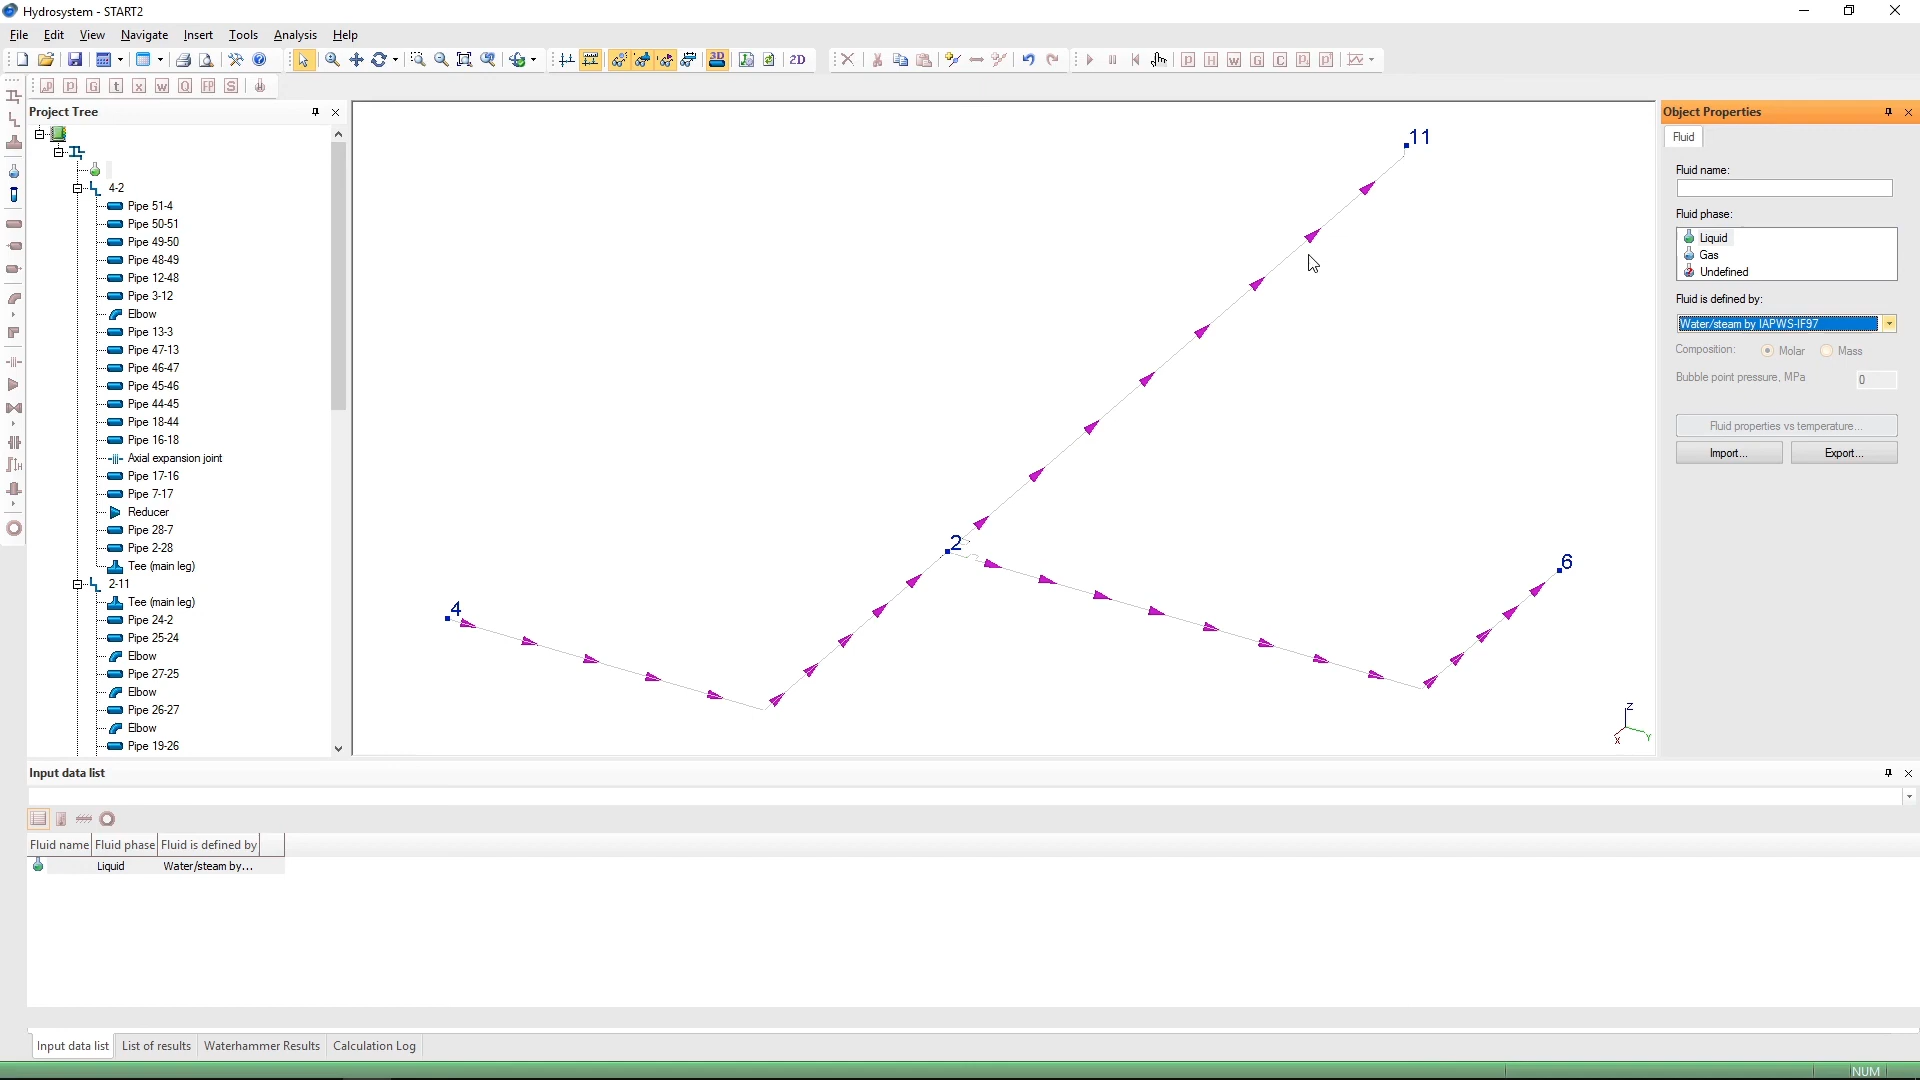 Hydrosystem - START2
File Edit View Navigate Insert Tools Analysis Help
3D 2D P H W G C P P
P P G t x W Q FP S
Project Tree
4-2
Pipe 51-4
Pipe 50-51
Pipe 49-50
Pipe 48-49
Pipe 12-48
Pipe 3-12
Elbow
Pipe 13-3
Pipe 47-13
Pipe 46-47
Pipe 45-46
Pipe 44-45
Pipe 18-44
Pipe 16-18
Axial expansion joint
Pipe 17-16
Pipe 7-17
Reducer
Pipe 28-7
Pipe 2-28
Tee (main leg)
2-11
Tee (main leg)
Pipe 24-2
Pipe 25-24
Elbow
Pipe 27-25
Elbow
Pipe 26-27
Elbow
Pipe 19-26
11
2
6
4
Z
X
Y
Object Properties
Fluid
Fluid name:
Fluid phase:
Liquid
Gas
Undefined
Fluid is defined by:
Water/steam by IAPWS-IF97
Composition: Molar Mass
Bubble point pressure, MPa 0
Fluid properties vs temperature...
Import... Export...
Input data list
Fluid name Fluid phase Fluid is defined by
Liquid Water/steam by...
Input data list List of results Waterhammer Results Calculation Log
NUM